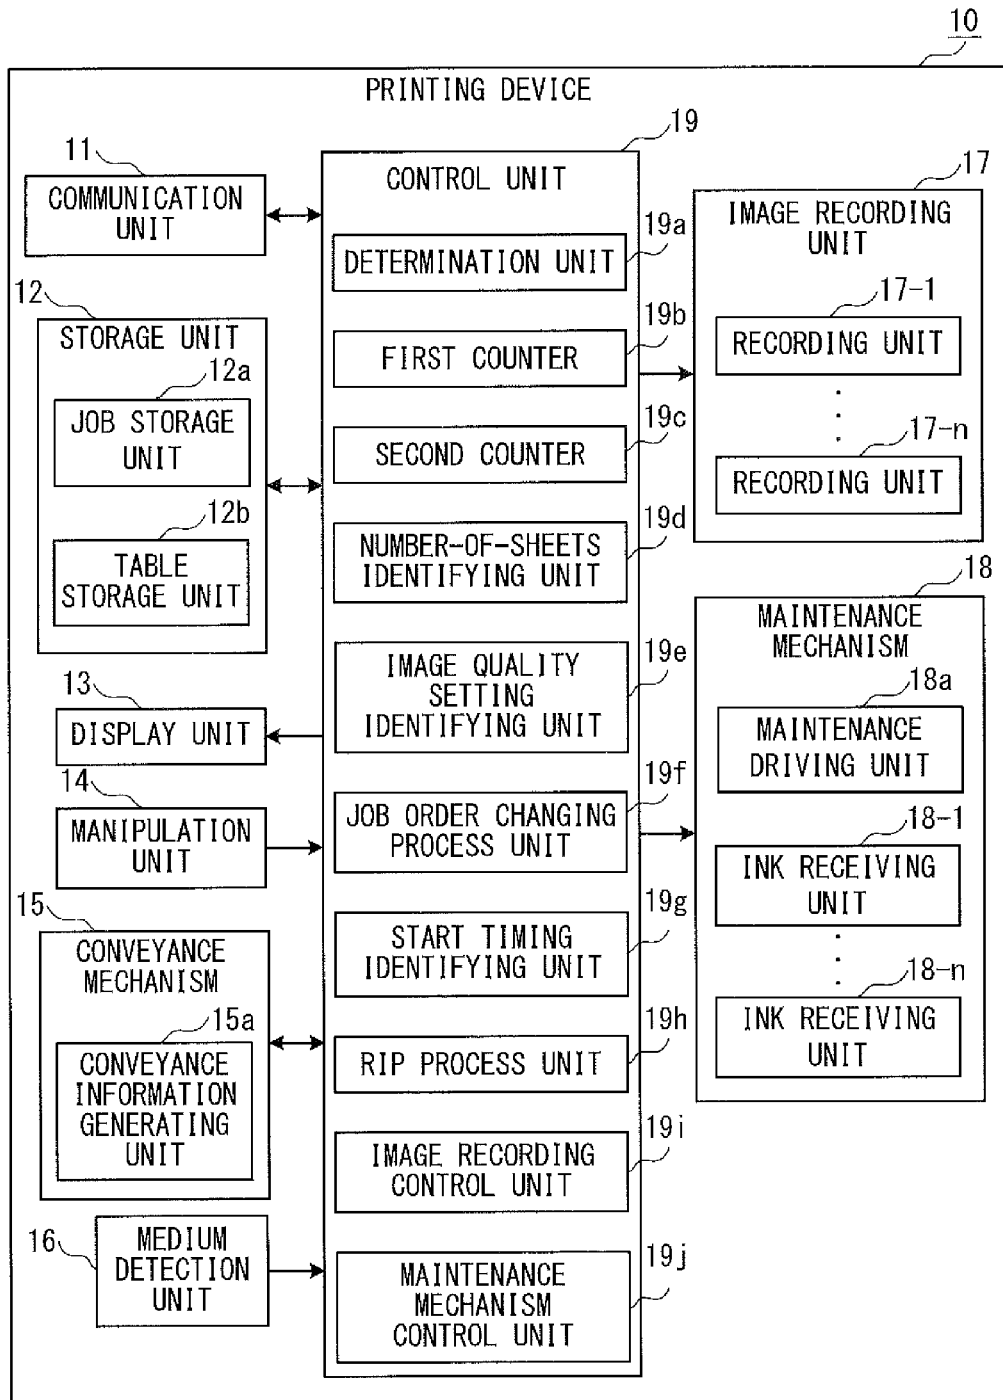 10
PRINTING DEVICE
11
COMMUNICATION
UNIT
12
STORAGE UNIT
12a
JOB STORAGE
UNIT
12b
TABLE
STORAGE UNIT
13
DISPLAY UNIT
14
MANIPULATION
UNIT
15
CONVEYANCE
MECHANISM
15a
CONVEYANCE
INFORMATION
GENERATING
UNIT
16
MEDIUM
DETECTION
UNIT
19
CONTROL UNIT
19a
DETERMINATION UNIT
19b
FIRST COUNTER
19c
SECOND COUNTER
19d
NUMBER-OF-SHEETS
IDENTIFYING UNIT
19e
IMAGE QUALITY
SETTING
IDENTIFYING UNIT
19f
JOB ORDER CHANGING
PROCESS UNIT
19g
START TIMING
IDENTIFYING UNIT
19h
RIP PROCESS UNIT
19i
IMAGE RECORDING
CONTROL UNIT
19j
MAINTENANCE
MECHANISM
CONTROL UNIT
17
IMAGE RECORDING
UNIT
17-1
RECORDING UNIT
17-n
RECORDING UNIT
18
MAINTENANCE
MECHANISM
18a
MAINTENANCE
DRIVING UNIT
18-1
INK RECEIVING
UNIT
18-n
INK RECEIVING
UNIT